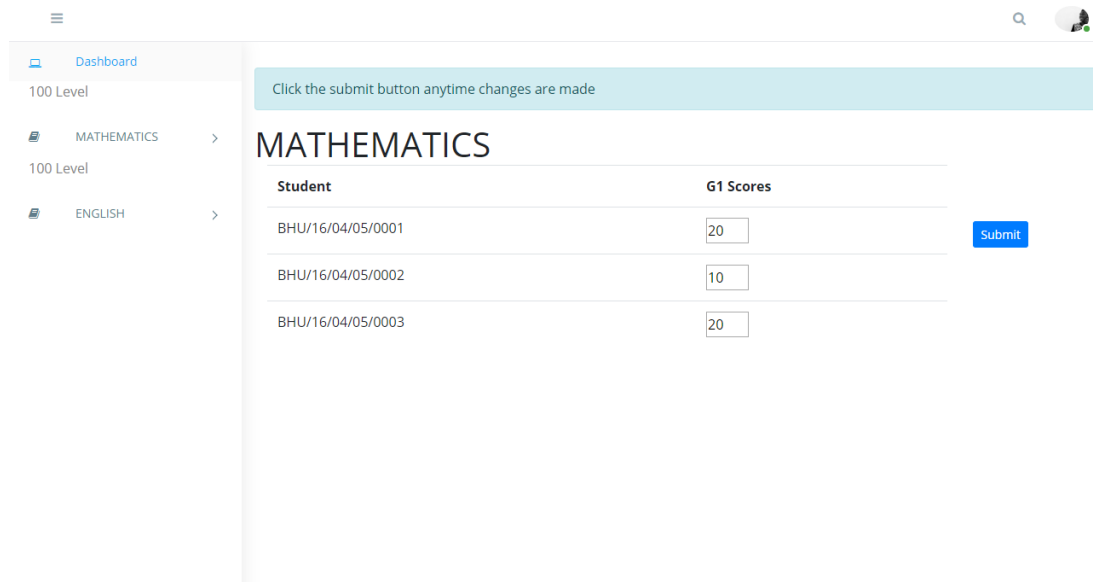 Dashboard
100 Level
MATHEMATICS
100 Level
ENGLISH
Click the submit button anytime changes are made
MATHEMATICS
Student G1 Scores
BHU/16/04/05/0001 20
Submit
BHU/16/04/05/0002 10
BHU/16/04/05/0003 20